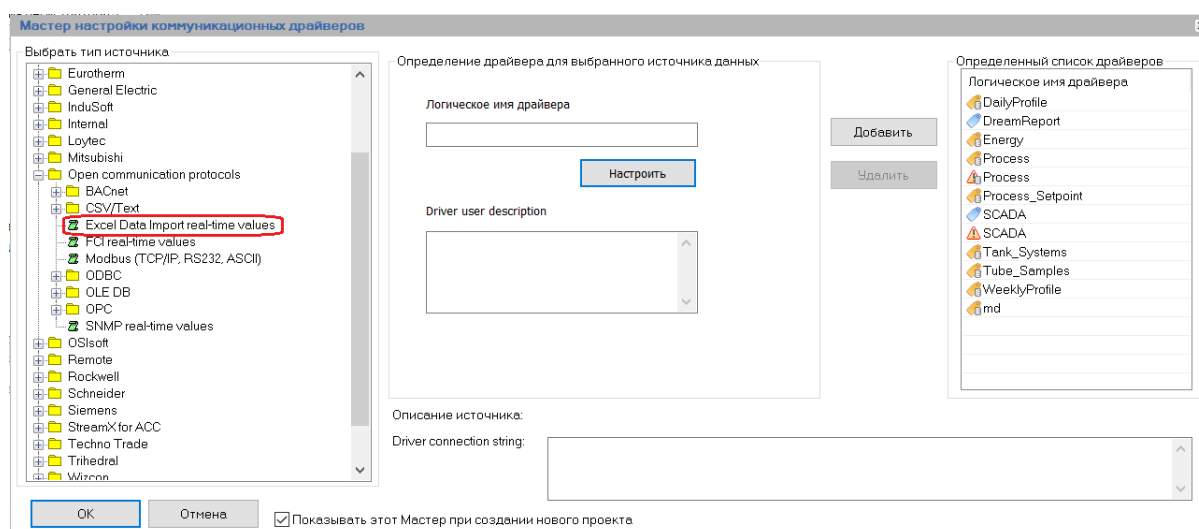 Мастер настройки коммуникационных драйверов
Выбрать тип источника
Eurotherm
General Electric
InduSoft
Internal
Loytec
Mitsubishi
Open communication protocols
BACnet
CSV/Text
Excel Data Import real-time values
FCI real-time values
Modbus (TCP/IP, RS232, ASCII)
ODBC
OLE DB
OPC
SNMP real-time values
OSIsoft
Remote
Rockwell
Schneider
Siemens
StreamX for ACC
Techno Trade
Trihedral
Wizcon
Определение драйвера для выбранного источника данных
Логическое имя драйвера
Настроить
Driver user description
Добавить
Удалить
Определенный список драйверов
Логическое имя драйвера
DailyProfile
DreamReport
Energy
Process
Process
Process_Setpoint
SCADA
SCADA
Tank_Systems
Tube_Samples
WeeklyProfile
md
Описание источника:
Driver connection string:
OK
Отмена
Показывать этот Мастер при создании нового проекта